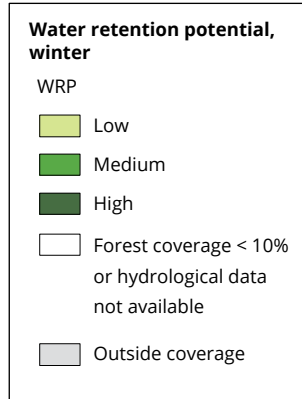 Water retention potential,
winter
WRP
Low
Medium
High
Forest coverage < 10%
or hydrological data
not available
Outside coverage